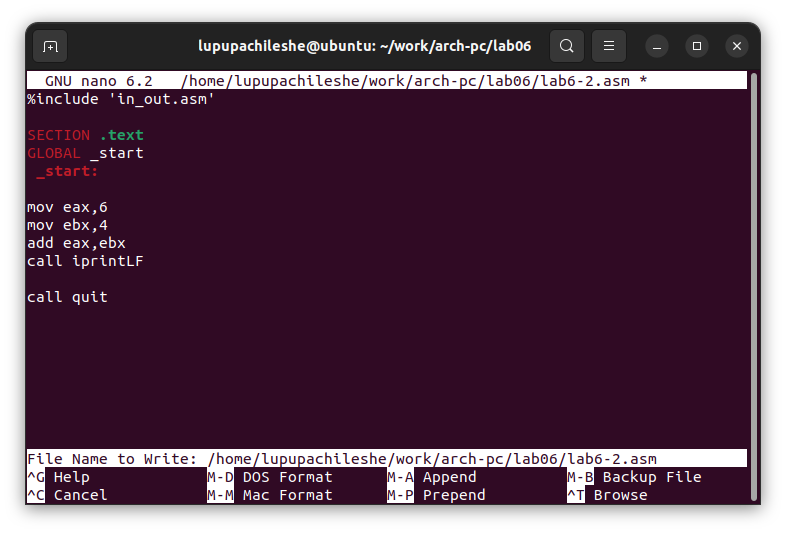 lupupachileshe@ubuntu: ~/work/arch-pc/lab06
GNU nano 6.2 /home/lupupachileshe/work/arch-pc/lab06/lab6-2.asm *
%include 'in_out.asm'
SECTION .text
GLOBAL _start
_start:
mov eax,6
mov ebx,4
add eax,ebx
call iprintLF
call quit
File Name to Write: /home/lupupachileshe/work/arch-pc/lab06/lab6-2.asm
^G Help M-D DOS Format M-A Append M-B Backup File
^C Cancel M-M Mac Format M-P Prepend ^T Browse